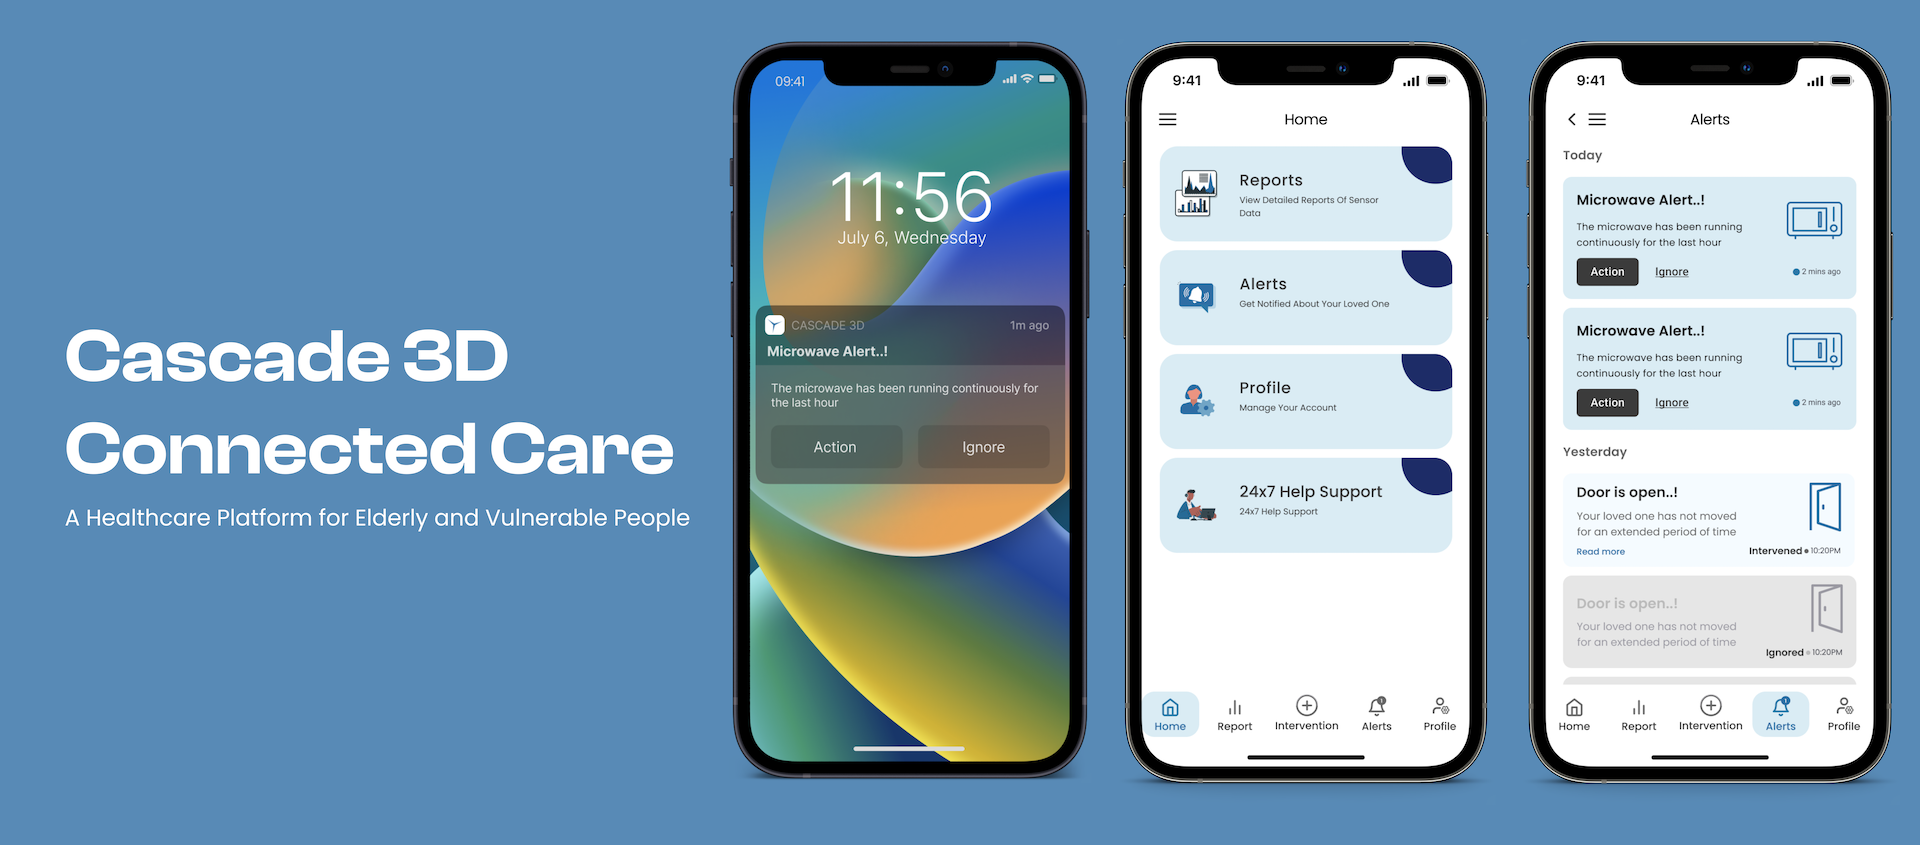 Cascade 3D
Connected Care
A Healthcare Platform for Elderly and Vulnerable People
09:41
11:56
July 6, Wednesday
CASCADE 3D
1m ago
Microwave Alert..!
The microwave has been running continuously for
the last hour
Action
Ignore
9:41
Home
Reports
View Detailed Reports Of Sensor
Data
Alerts
Get Notified About Your Loved One
Profile
Manage Your Account
24x7 Help Support
24x7 Help Support
Home
Report
Intervention
Alerts
Profile
9:41
Alerts
Today
Microwave Alert..!
The microwave has been running
continuously for the last hour
Action
Ignore
2 mins ago
Microwave Alert..!
The microwave has been running
continuously for the last hour
Action
Ignore
2 mins ago
Yesterday
Door is open..!
Your loved one has not moved
for an extended period of time
Read more
Intervened
10:20PM
Door is open..!
Your loved one has not moved
for an extended period of time
Ignored
10:20PM
Home
Report
Intervention
Alerts
Profile